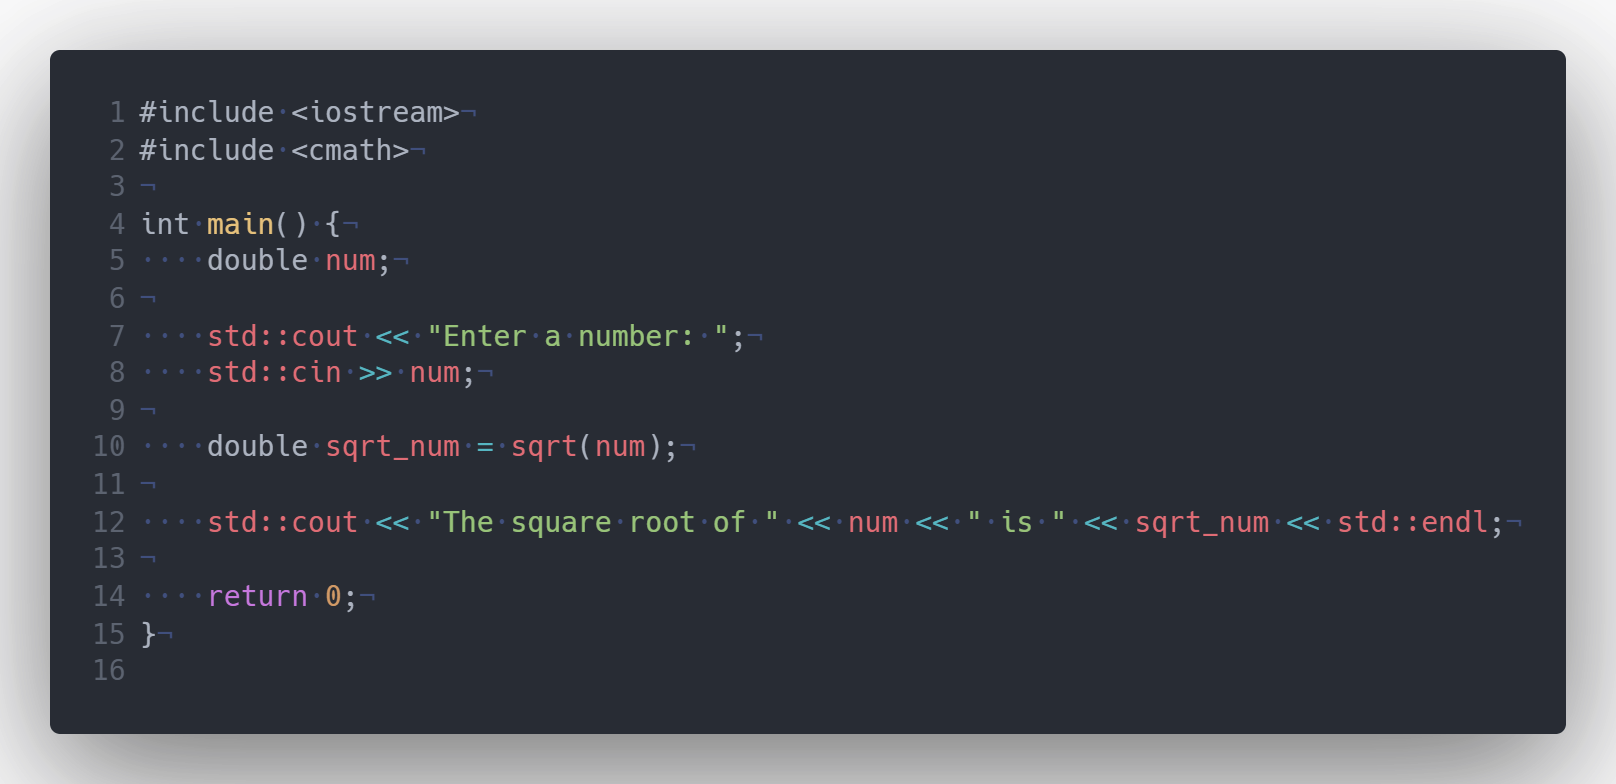 1 #include·<iostream>¬
2 #include·<cmath>¬
3 ¬
4 int·main()·{¬
5 ····double·num;¬
6 ¬
7 ····std::cout·<<·"Enter·a·number:·";¬
8 ····std::cin·>>·num;¬
9 ¬
10 ····double·sqrt_num·=·sqrt(num);¬
11 ¬
12 ····std::cout·<<·"The·square·root·of·"·<<·num·<<·"·is·"·<<·sqrt_num·<<·std::endl;¬
13 ¬
14 ····return·0;¬
15 }¬
16